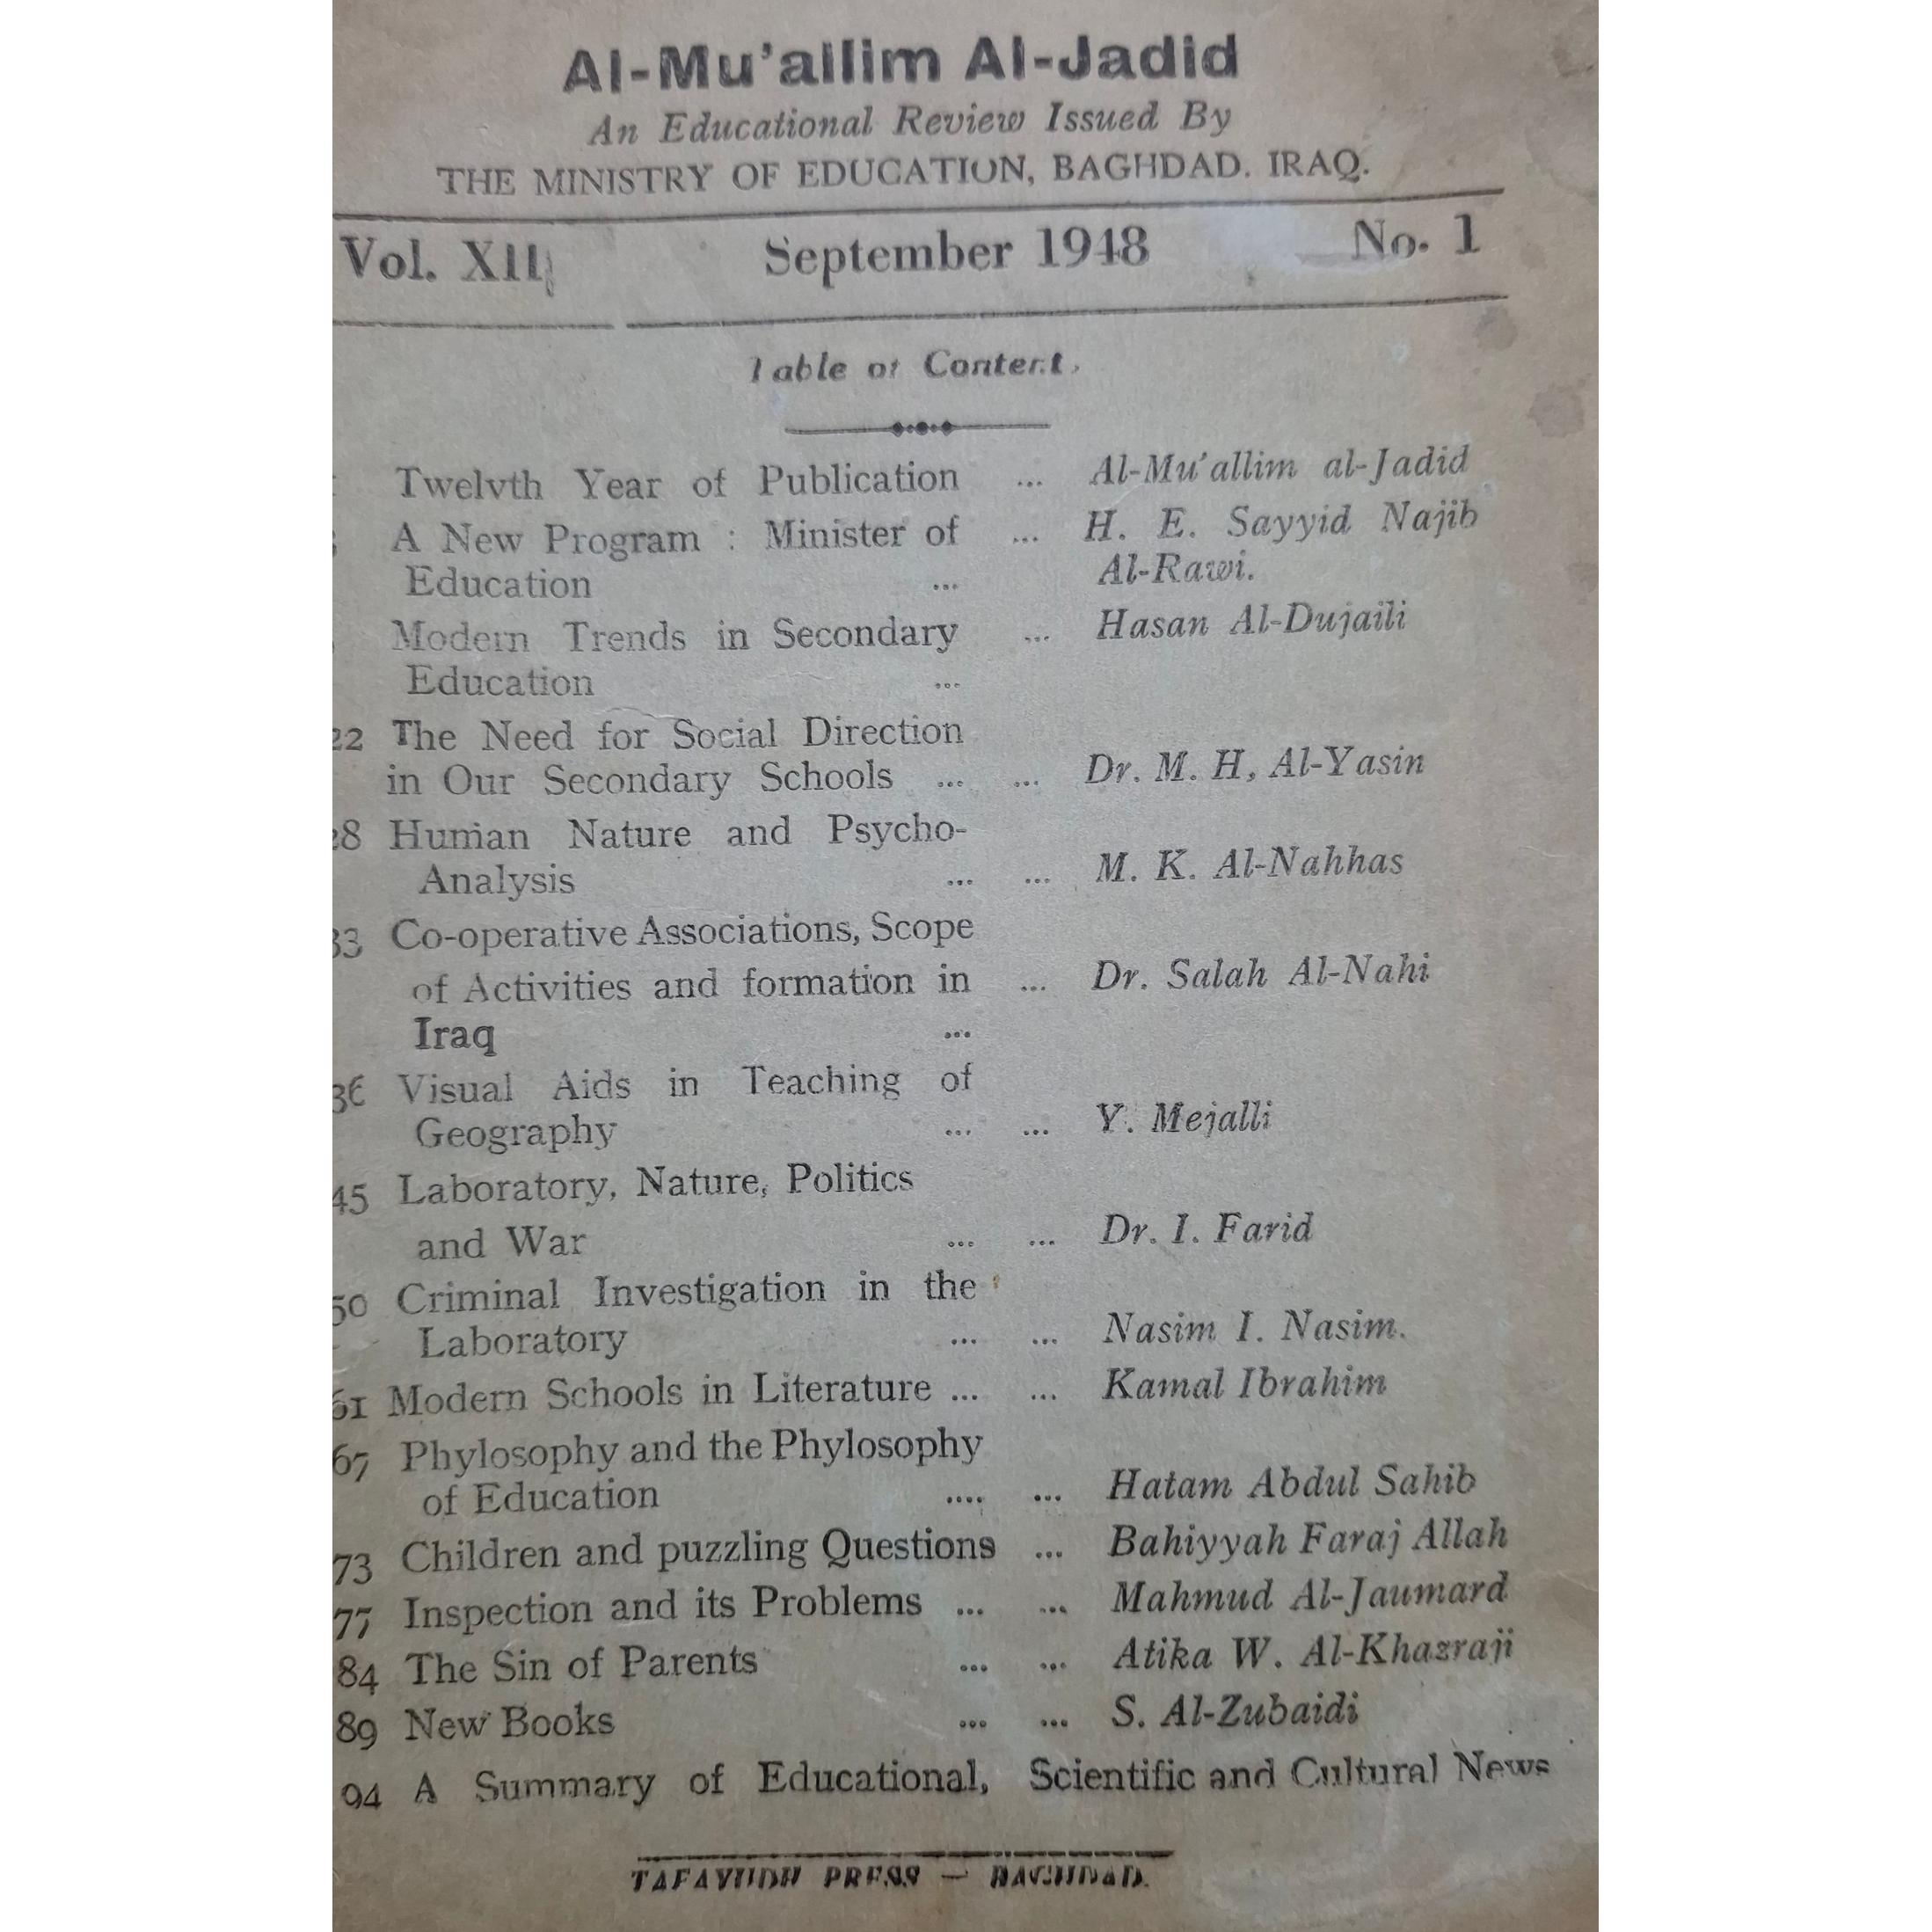 Al-Mu'allim Al-Jadid
An Educational Review Issued By
THE MINISTRY OF EDUCATION, BAGHDAD. IRAQ.
Vol. XII September 1948 No. 1
Table of Content
Twelvth Year of Publication ... Al-Mu'allim al-Jadid
A New Program : Minister of ... H. E. Sayyid Najib
Education ... Al-Rawi.
Modern Trends in Secondary ... Hasan Al-Dujaili
Education ...
22 The Need for Social Direction
in Our Secondary Schools ... ... Dr. M. H, Al-Yasin
28 Human Nature and Psycho-
Analysis ... ... M. K. Al-Nahhas
33 Co-operative Associations, Scope
of Activities and formation in ... Dr. Salah Al-Nahi
Iraq ...
36 Visual Aids in Teaching of
Geography ... ... Y. Mejalli
45 Laboratory, Nature, Politics
and War ... ... Dr. I. Farid
50 Criminal Investigation in the
Laboratory ... ... Nasim I. Nasim.
61 Modern Schools in Literature ... ... Kamal Ibrahim
67 Phylosophy and the Phylosophy
of Education .... ... Hatam Abdul Sahib
73 Children and puzzling Questions ... Bahiyyah Faraj Allah
77 Inspection and its Problems ... ... Mahmud Al-Jaumard
84 The Sin of Parents ... ... Atika W. Al-Khazraji
89 New Books ... ... S. Al-Zubaidi
94 A Summary of Educational, Scientific and Cultural News
TAFAYUDH PRESS — BAGHDAD.